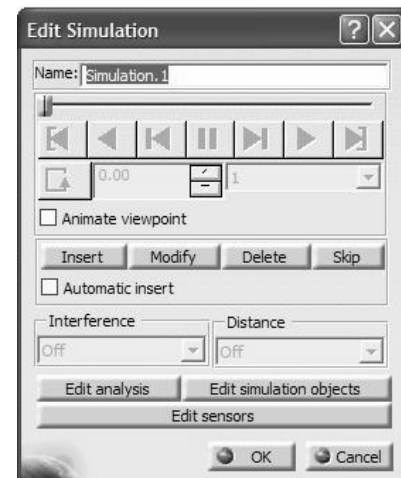 Edit Simulation
Name: Simulation.1
0.00 1
Animate viewpoint
Insert Modify Delete Skip
Automatic insert
Interference Distance
Off Off
Edit analysis Edit simulation objects
Edit sensors
OK Cancel